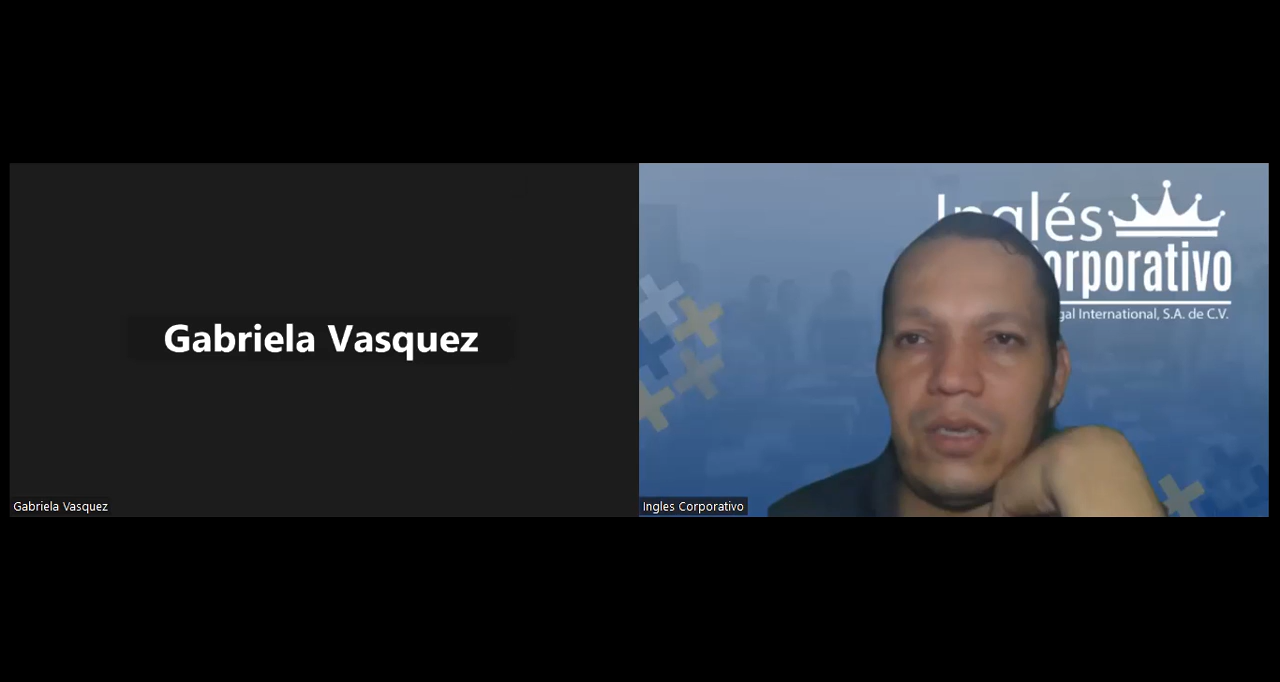 Gabriela Vasquez
Gabriela Vasquez
Inglés
orporativo
gal International, S.A. de C.V.
Ingles Corporativo